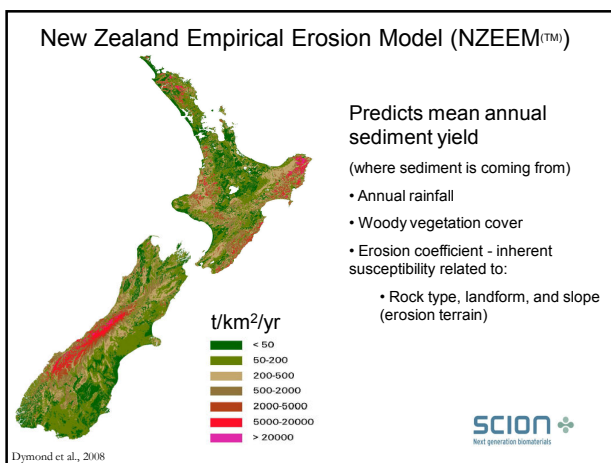 New Zealand Empirical Erosion Model (NZEEM(TM))
Predicts mean annual
sediment yield
(where sediment is coming from)
• Annual rainfall
• Woody vegetation cover
• Erosion coefficient - inherent
susceptibility related to:
• Rock type, landform, and slope
(erosion terrain)
t/km²/yr
< 50
50-200
200-500
500-2000
2000-5000
5000-20000
> 20000
SCION
Next generation biomaterials
Dymond et al., 2008